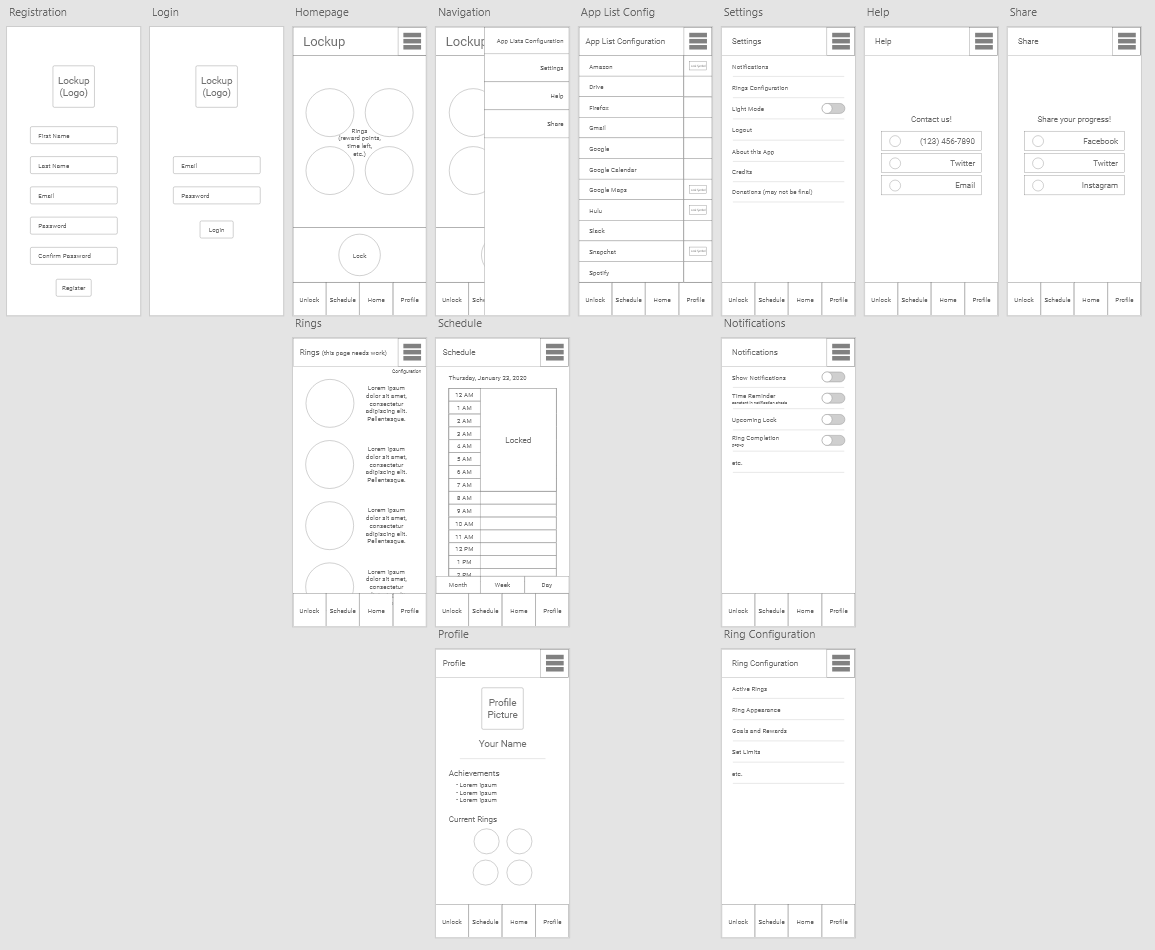 Registration
Lockup
(Logo)
First Name
Last Name
Email
Password
Confirm Password
Register
Login
Lockup
(Logo)
Email
Password
Login
Homepage
Lockup
Rings
(reward points,
time left,
etc.)
Lock
Unlock Schedule Home Profile
Navigation
Lockup
App Lists Configuration
Settings
Help
Share
Unlock Sch
App List Config
App List Configuration
Amazon
Drive
Firefox
Gmail
Google
Google Calendar
Google Maps
Hulu
Slack
Snapchat
Spotify
Unlock Schedule Home Profile
Settings
Settings
Notifications
Rings Configuration
Light Mode
Logout
About this App
Credits
Donations (may not be final)
Unlock Schedule Home Profile
Help
Help
Contact us!
(123) 456-7890
Twitter
Email
Unlock Schedule Home Profile
Share
Share
Share your progress!
Facebook
Twitter
Instagram
Unlock Schedule Home Profile
Rings
Rings (this page needs work)
Configuration
Lorem ipsum
dolor sit amet,
consectetur
adipiscing elit.
Pellentesque.
Lorem ipsum
dolor sit amet,
consectetur
adipiscing elit.
Pellentesque.
Lorem ipsum
dolor sit amet,
consectetur
adipiscing elit.
Pellentesque.
Lorem ipsum
dolor sit amet,
consectetur
Unlock Schedule Home Profile
Schedule
Schedule
Thursday, January 23, 2020
12 AM
1 AM
2 AM
3 AM
4 AM
Locked
5 AM
6 AM
7 AM
8 AM
9 AM
10 AM
11 AM
12 PM
1 PM
2 PM
Month Week Day
Unlock Schedule Home Profile
Notifications
Notifications
Show Notifications
Time Reminder
constant in notification shade
Upcoming Lock
Ring Completion
popup
etc.
Unlock Schedule Home Profile
Profile
Profile
Profile
Picture
Your Name
Achievements
- Lorem Ipsum
- Lorem Ipsum
- Lorem Ipsum
Current Rings
Unlock Schedule Home Profile
Ring Configuration
Ring Configuration
Active Rings
Ring Appearance
Goals and Rewards
Set Limits
etc.
Unlock Schedule Home Profile